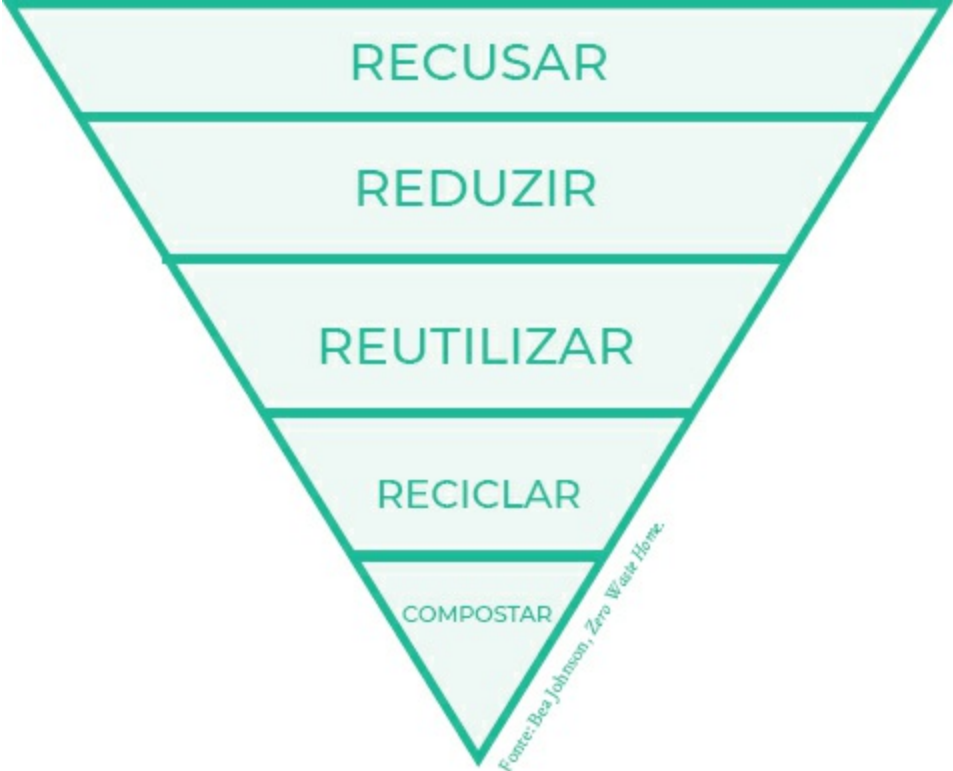 RECUSAR
REDUZIR
REUTILIZAR
RECICLAR
COMPOSTAR
Fonte: Bea Johnson, Zero Waste Home.